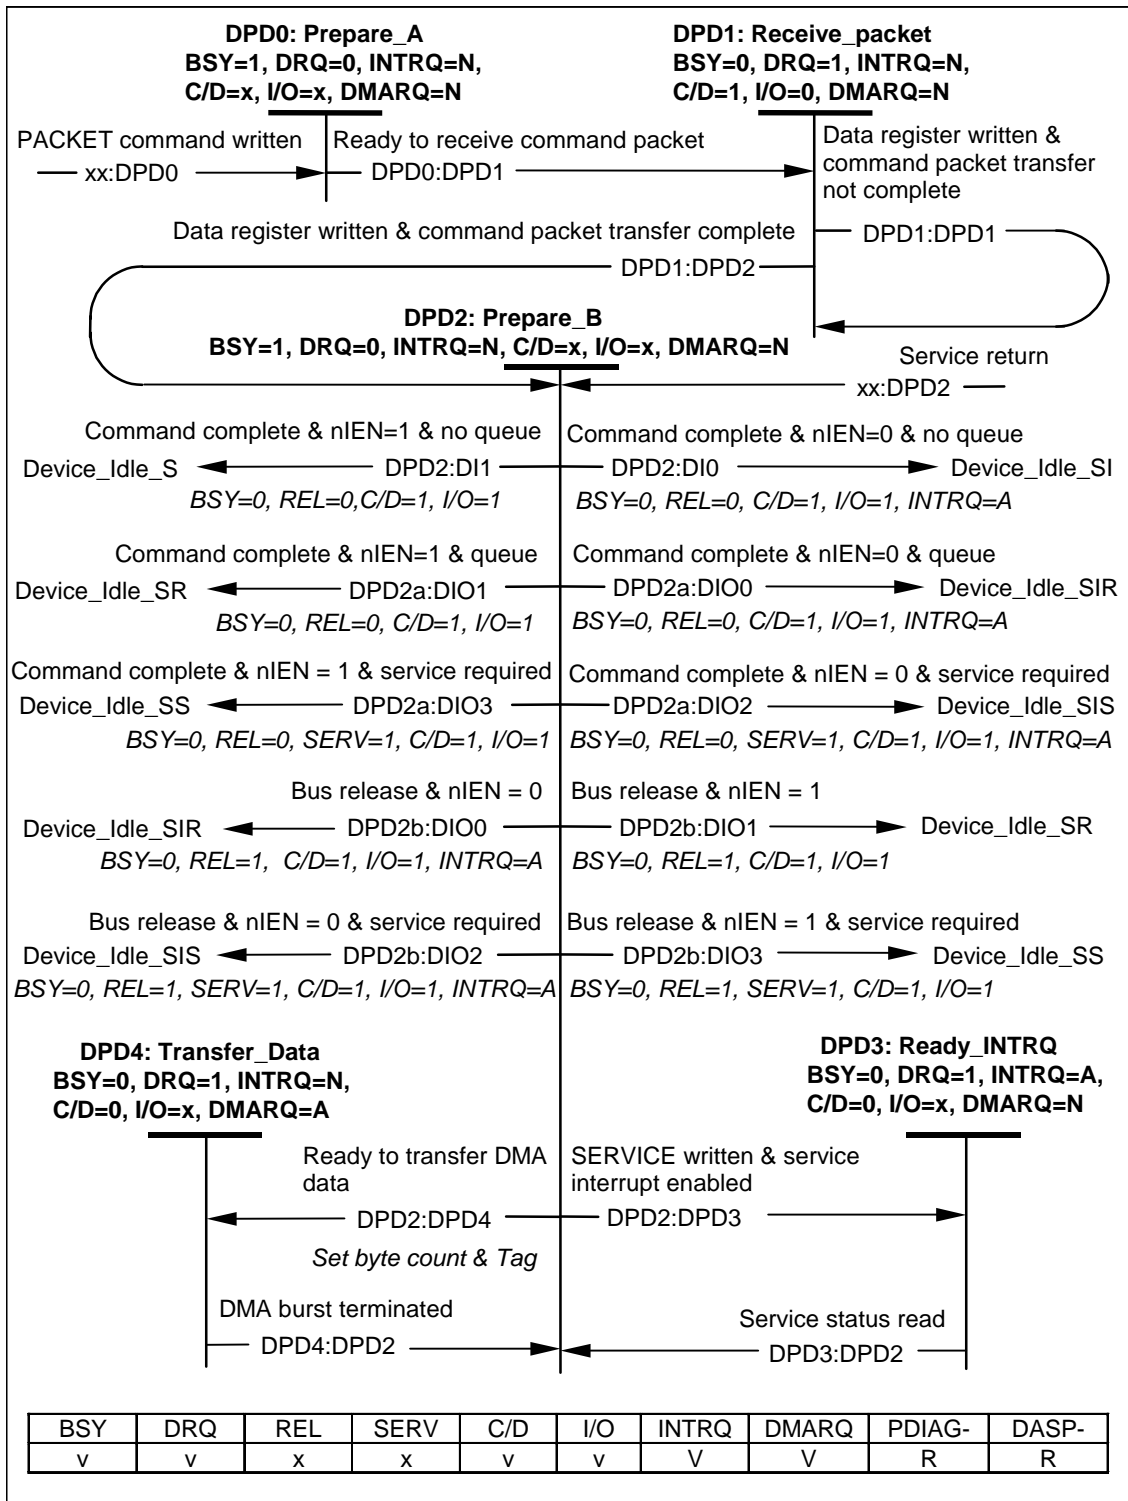 DPD0: Prepare_A
BSY=1, DRQ=0, INTRQ=N,
C/D=x, I/O=x, DMARQ=N
DPD1: Receive_packet
BSY=0, DRQ=1, INTRQ=N,
C/D=1, I/O=0, DMARQ=N
PACKET command written
xx:DPD0
Ready to receive command packet
DPD0:DPD1
Data register written &
command packet transfer
not complete
DPD1:DPD1
Data register written & command packet transfer complete
DPD1:DPD2
DPD2: Prepare_B
BSY=1, DRQ=0, INTRQ=N, C/D=x, I/O=x, DMARQ=N
Service return
xx:DPD2
Command complete & nIEN=1 & no queue
Device_Idle_S
DPD2:DI1
BSY=0, REL=0,C/D=1, I/O=1
Command complete & nIEN=0 & no queue
DPD2:DI0
Device_Idle_SI
BSY=0, REL=0, C/D=1, I/O=1, INTRQ=A
Command complete & nIEN=1 & queue
Device_Idle_SR
DPD2a:DIO1
BSY=0, REL=0, C/D=1, I/O=1
Command complete & nIEN=0 & queue
DPD2a:DIO0
Device_Idle_SIR
BSY=0, REL=0, C/D=1, I/O=1, INTRQ=A
Command complete & nIEN = 1 & service required
Device_Idle_SS
DPD2a:DIO3
BSY=0, REL=0, SERV=1, C/D=1, I/O=1
Command complete & nIEN = 0 & service required
DPD2a:DIO2
Device_Idle_SIS
BSY=0, REL=0, SERV=1, C/D=1, I/O=1, INTRQ=A
Bus release & nIEN = 0
Device_Idle_SIR
DPD2b:DIO0
BSY=0, REL=1, C/D=1, I/O=1, INTRQ=A
Bus release & nIEN = 1
DPD2b:DIO1
Device_Idle_SR
BSY=0, REL=1, C/D=1, I/O=1
Bus release & nIEN = 0 & service required
Device_Idle_SIS
DPD2b:DIO2
BSY=0, REL=1, SERV=1, C/D=1, I/O=1, INTRQ=A
Bus release & nIEN = 1 & service required
DPD2b:DIO3
Device_Idle_SS
BSY=0, REL=1, SERV=1, C/D=1, I/O=1
DPD4: Transfer_Data
BSY=0, DRQ=1, INTRQ=N,
C/D=0, I/O=x, DMARQ=A
DPD3: Ready_INTRQ
BSY=0, DRQ=1, INTRQ=A,
C/D=0, I/O=x, DMARQ=N
Ready to transfer DMA
data
DPD2:DPD4
Set byte count & Tag
SERVICE written & service
interrupt enabled
DPD2:DPD3
DMA burst terminated
DPD4:DPD2
Service status read
DPD3:DPD2
BSY DRQ REL SERV C/D I/O INTRQ DMARQ PDIAG- DASP-
v v x x v v V V R R